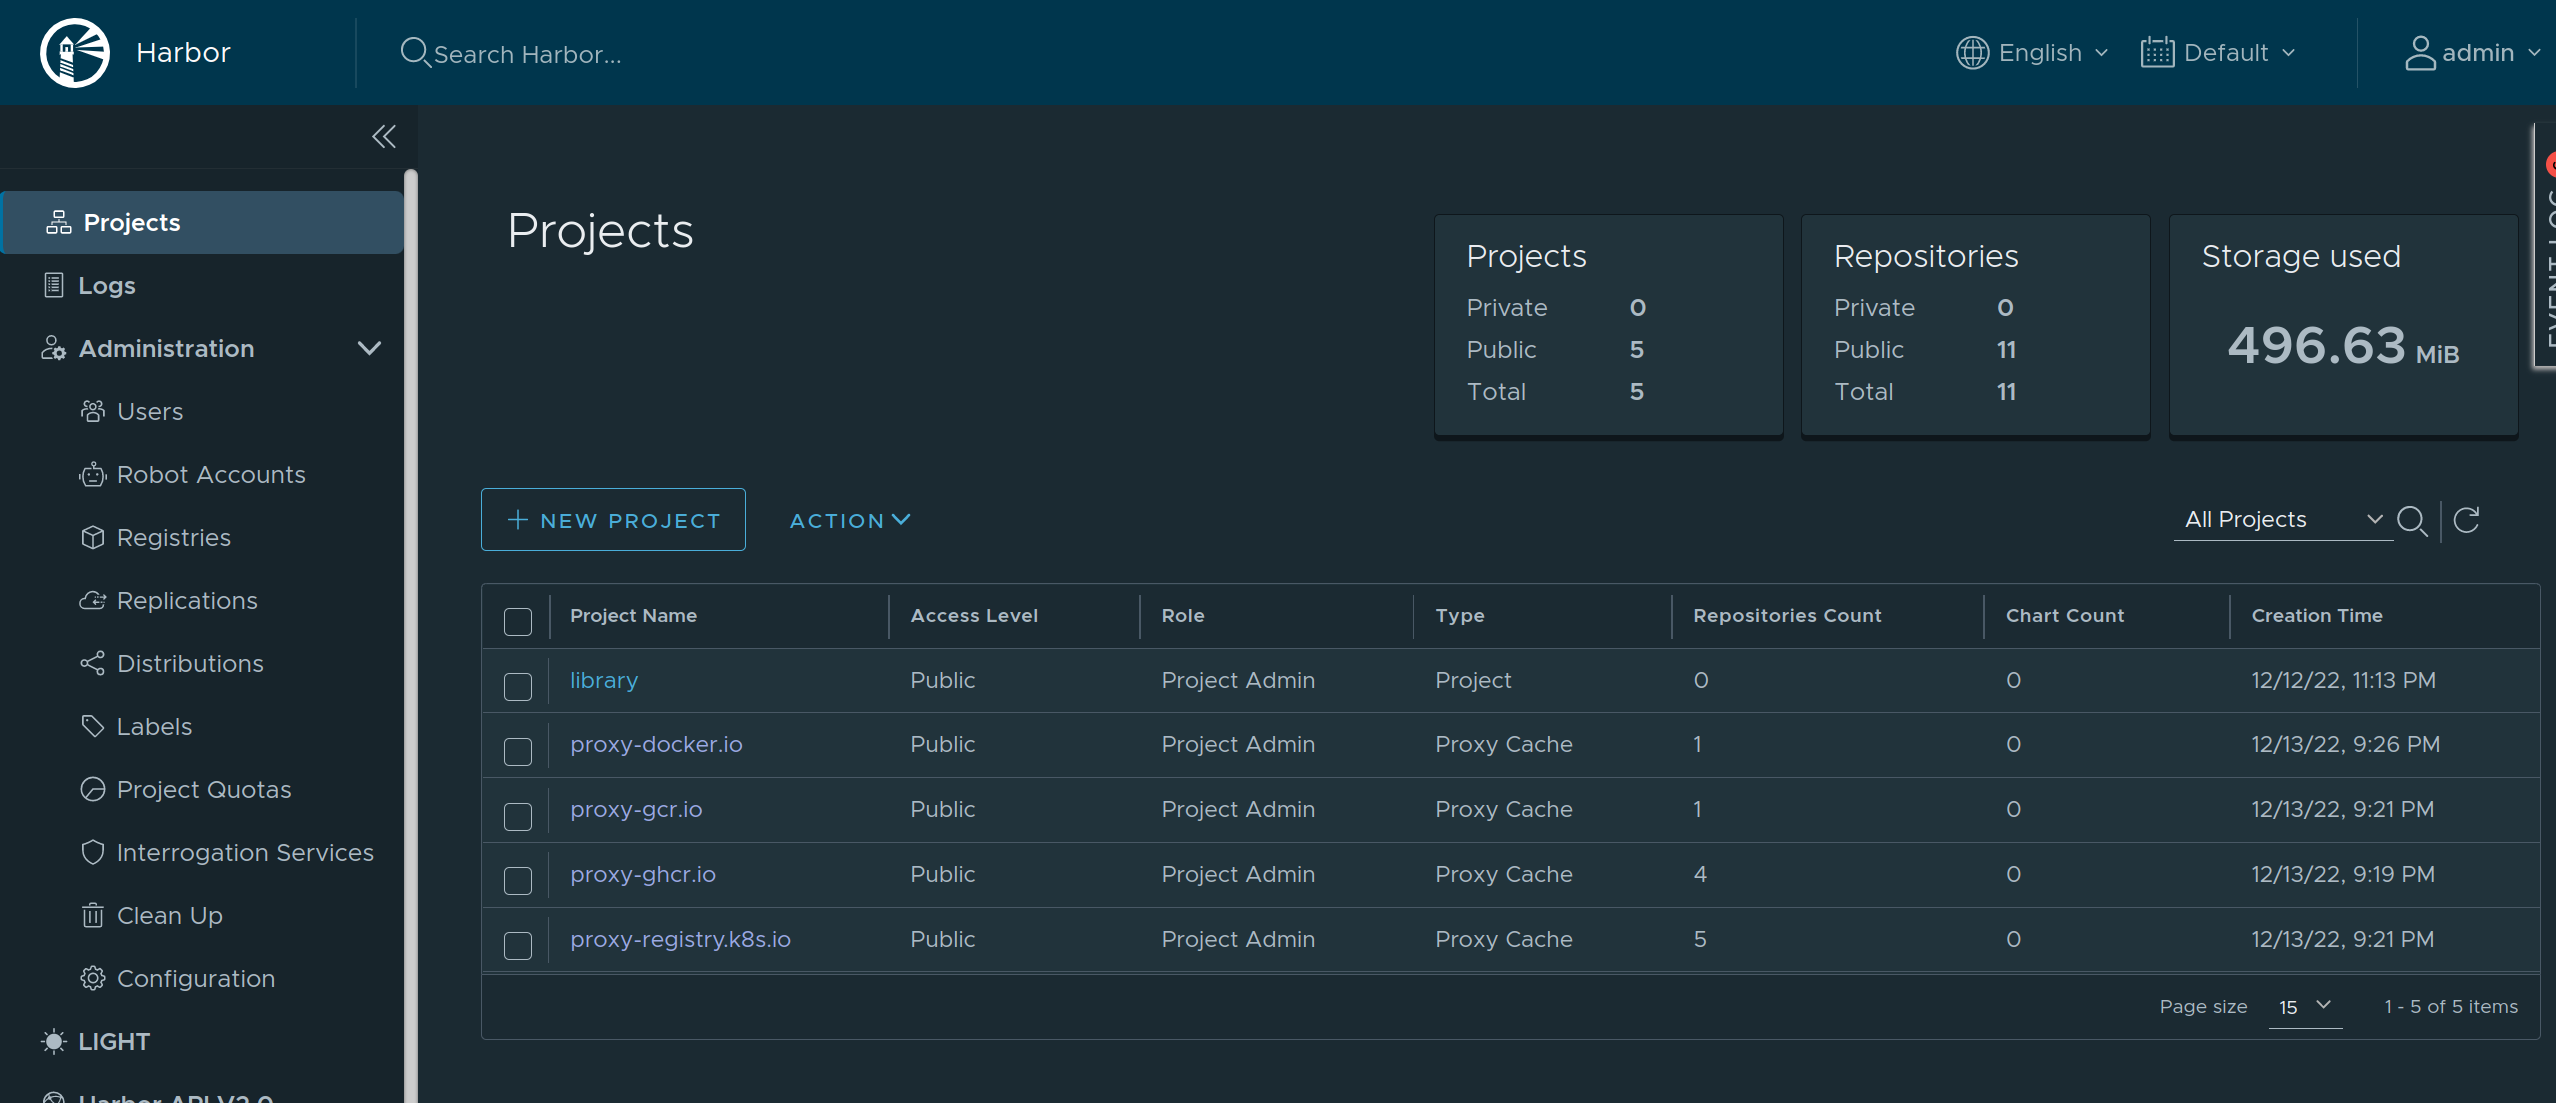 Harbor
Search Harbor...
English
Default
admin
Projects
Logs
Administration
Users
Robot Accounts
Registries
Replications
Distributions
Labels
Project Quotas
Interrogation Services
Clean Up
Configuration
LIGHT
Harbor API V2.0
Projects
Projects
Private 0
Public 5
Total 5
Repositories
Private 0
Public 11
Total 11
Storage used
496.63 MiB
EVENT LOG
NEW PROJECT
ACTION
All Projects
Project Name Access Level Role Type Repositories Count Chart Count Creation Time
library Public Project Admin Project 0 0 12/12/22, 11:13 PM
proxy-docker.io Public Project Admin Proxy Cache 1 0 12/13/22, 9:26 PM
proxy-gcr.io Public Project Admin Proxy Cache 1 0 12/13/22, 9:21 PM
proxy-ghcr.io Public Project Admin Proxy Cache 4 0 12/13/22, 9:19 PM
proxy-registry.k8s.io Public Project Admin Proxy Cache 5 0 12/13/22, 9:21 PM
Page size 15 1 - 5 of 5 items